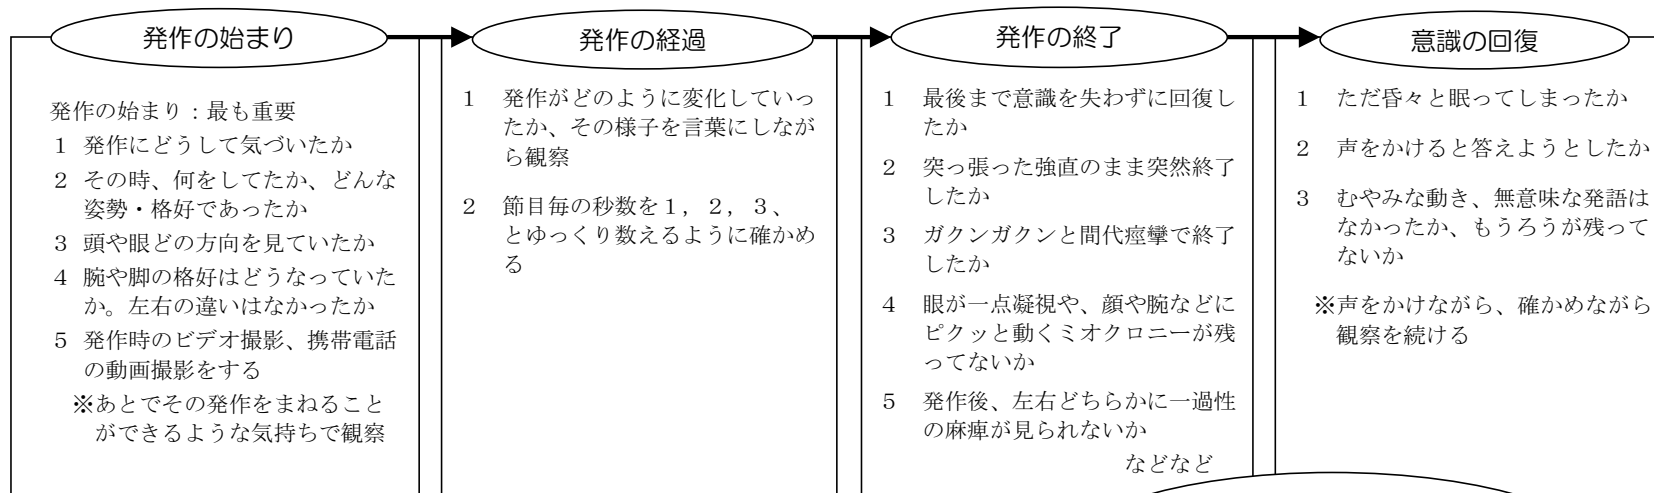 発作の始まり
発作の始まり：最も重要
1 発作にどうして気づいたか
2 その時、何をしてたか、どんな
姿勢・格好であったか
3 頭や眼どの方向を見ていたか
4 腕や脚の格好はどうなっていた
か。左右の違いはなかったか
5 発作時のビデオ撮影、携帯電話
の動画撮影をする
※あとでその発作をまねること
ができるような気持ちで観察
発作の経過
1 発作がどのように変化していっ
たか、その様子を言葉にしなが
ら観察
2 節目毎の秒数を１，２，３、
とゆっくり数えるように確かめ
る
発作の終了
1 最後まで意識を失わずに回復し
たか
2 突っ張った強直のまま突然終了
したか
3 ガクンガクンと間代痙攣で終了
したか
4 眼が一点凝視や、顔や腕などに
ピクッと動くミオクロニーが残
ってないか
5 発作後、左右どちらかに一過性
の麻痺が見られないか
などなど
意識の回復
1 ただ昏々と眠ってしまったか
2 声をかけると答えようとしたか
3 むやみな動き、無意味な発語は
なかったか、もうろうが残って
ないか
※声をかけながら、確かめながら
観察を続ける